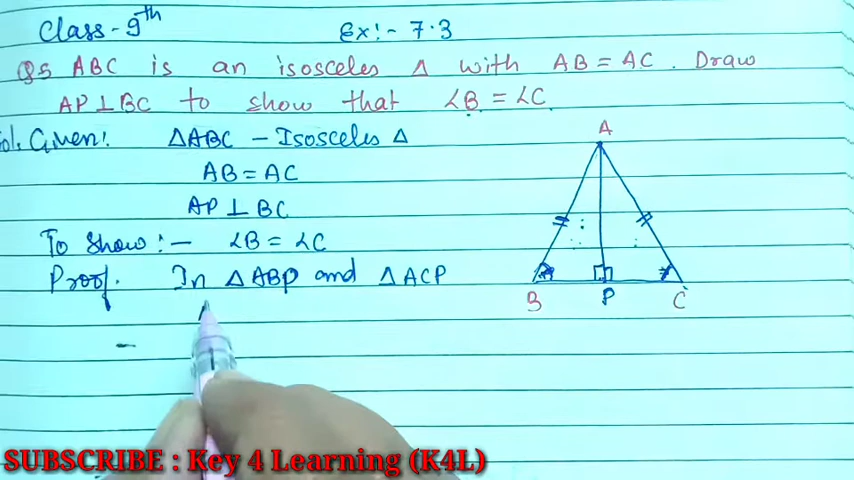 Class-9th Ex:- 7.3
Q5 ABC is an isosceles Δ with AB = AC. Draw
AP ⊥ BC to show that ∠B = ∠C.
Sol. Given: ΔABC - Isosceles Δ
AB = AC
AP ⊥ BC
To Show :- ∠B = ∠C
Proof. In ΔABP and ΔACP
A
B P C
SUBSCRIBE : Key 4 Learning (K4L)